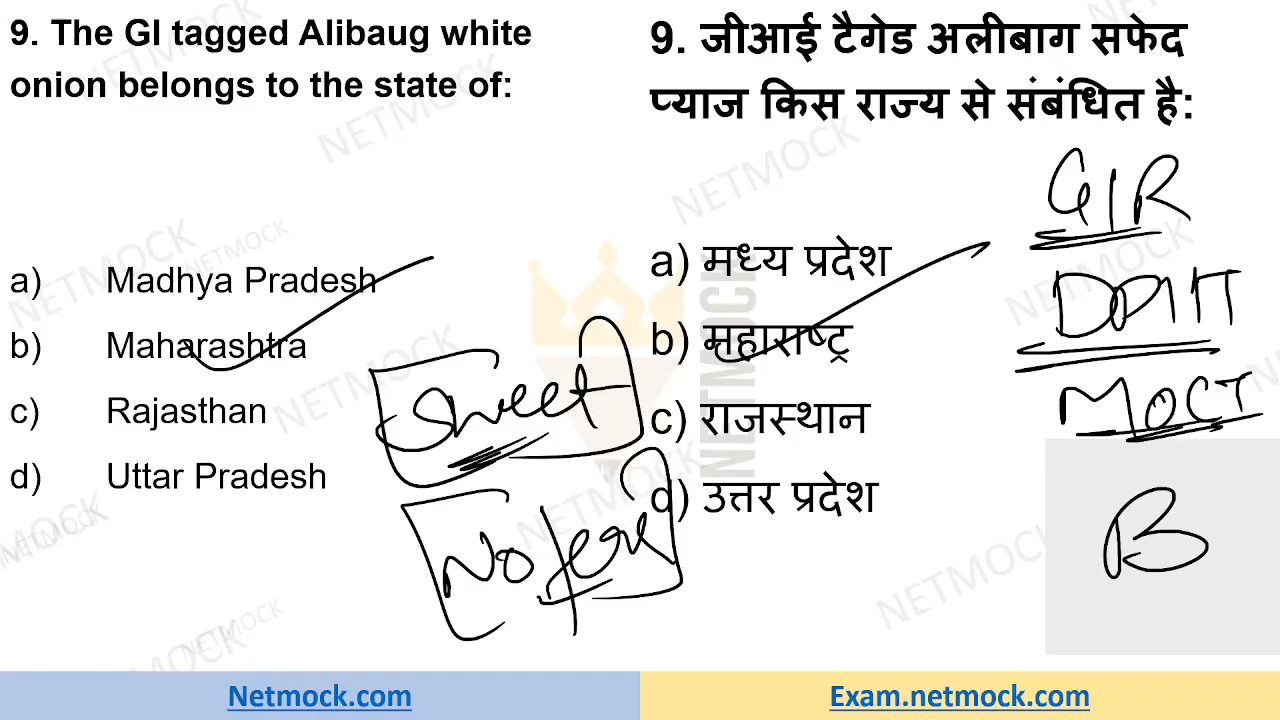 9. The GI tagged Alibaug white
onion belongs to the state of:
a) Madhya Pradesh
b) Maharashtra
c) Rajasthan
d) Uttar Pradesh
9. जीआई टैगेड अलीबाग सफेद
प्याज किस राज्य से संबंधित है:
a) मध्य प्रदेश
b) महाराष्ट्र
c) राजस्थान
d) उत्तर प्रदेश
GIR
DPIIT
MOCI
Sweet
No
B
NETMOCK
Netmock.com
Exam.netmock.com